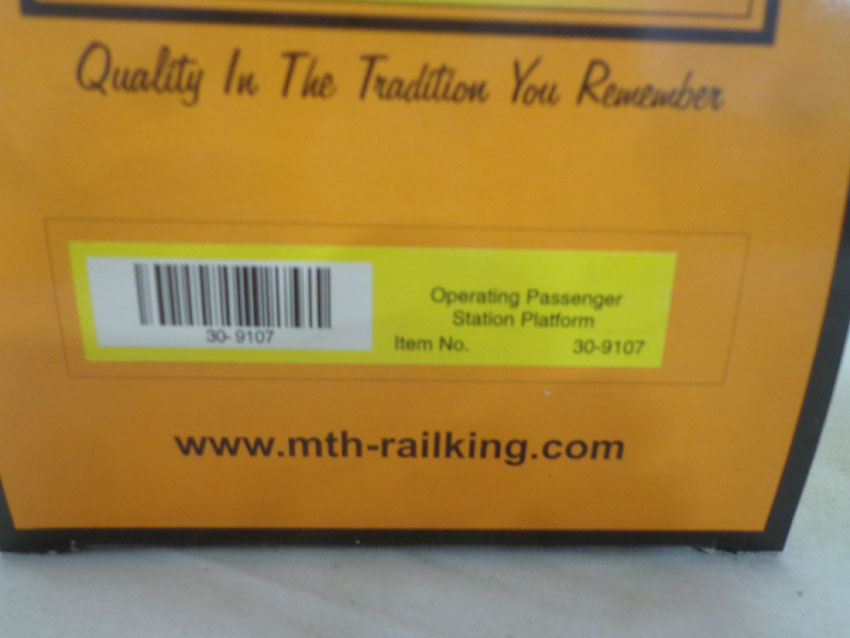 Quality In The Tradition You Remember
30-9107
Operating Passenger
Station Platform
Item No. 30-9107
www.mth-railking.com